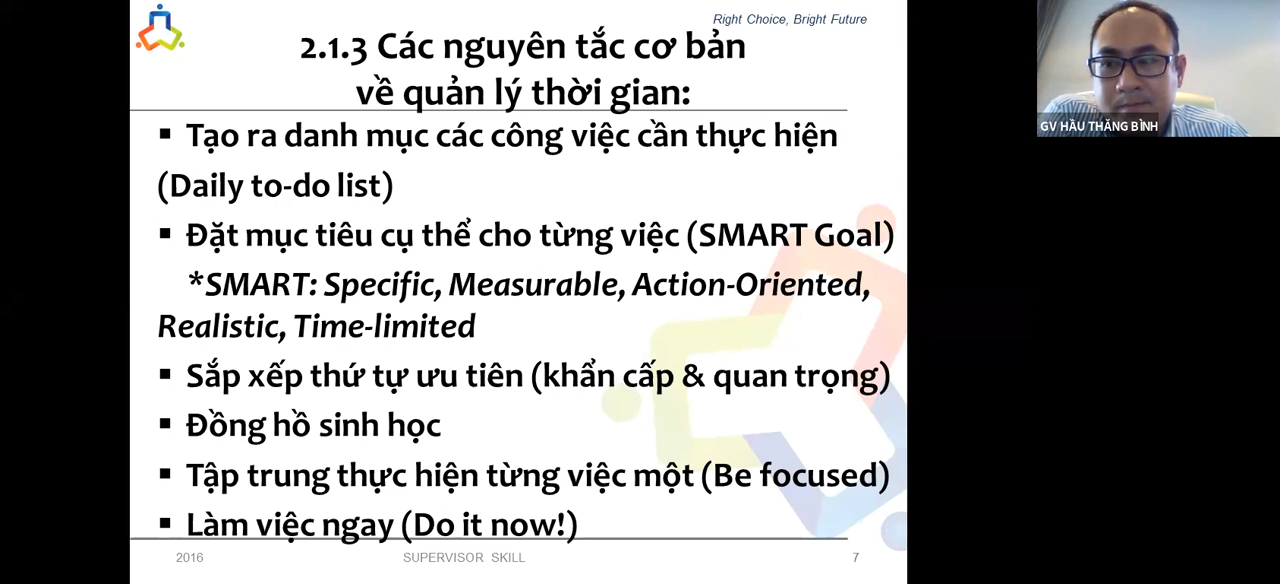 Right Choice, Bright Future
2.1.3 Các nguyên tắc cơ bản
về quản lý thời gian:
▪ Tạo ra danh mục các công việc cần thực hiện
(Daily to-do list)
▪ Đặt mục tiêu cụ thể cho từng việc (SMART Goal)
*SMART: Specific, Measurable, Action-Oriented,
Realistic, Time-limited
▪ Sắp xếp thứ tự ưu tiên (khẩn cấp & quan trọng)
▪ Đồng hồ sinh học
▪ Tập trung thực hiện từng việc một (Be focused)
▪ Làm việc ngay (Do it now!)
2016 SUPERVISOR SKILL 7
GV HẦU THĂNG BÌNH